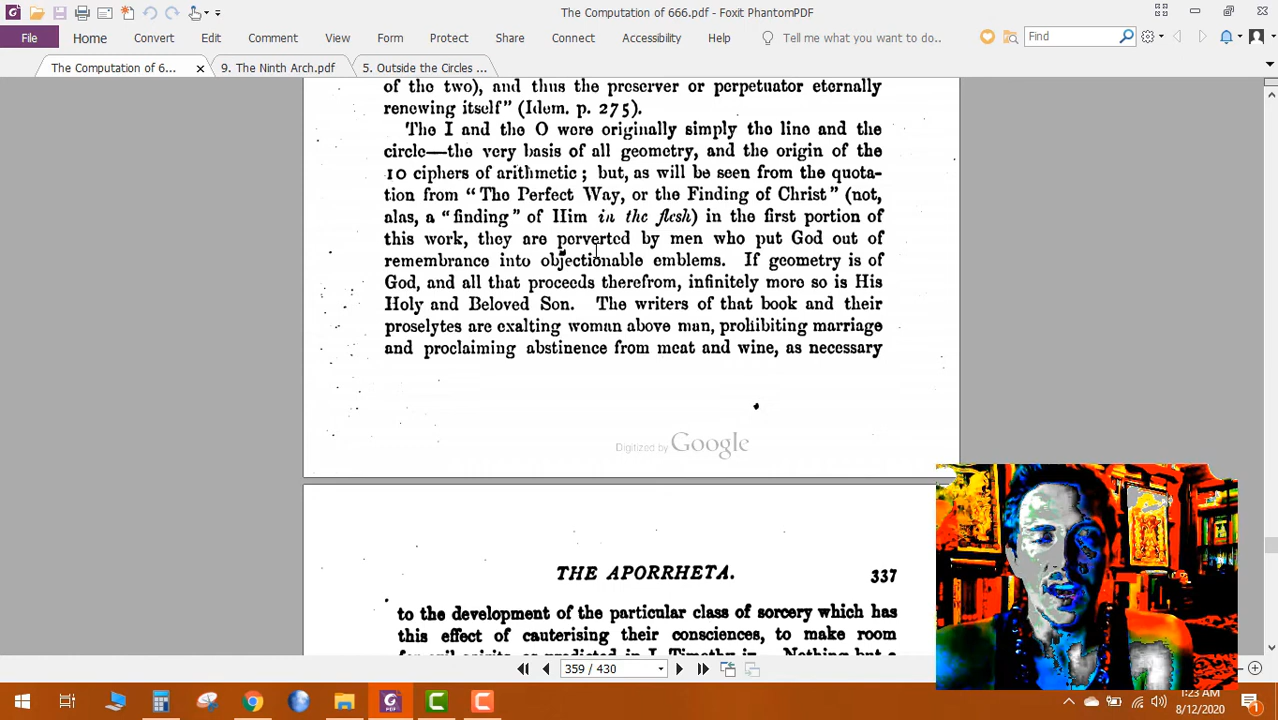 The Computation of 666.pdf - Foxit PhantomPDF
File Home Convert Edit Comment View Form Protect Share Connect Accessibility Help Tell me what you want to do.. Find
The Computation of 6... 9. The Ninth Arch.pdf 5. Outside the Circles ...
of the two), and thus the preserver or perpetuator eternally
renewing itself" (Idem. p. 275).
The I and the O were originally simply the line and the
circle—the very basis of all geometry, and the origin of the
10 ciphers of arithmetic; but, as will be seen from the quota-
tion from "The Perfect Way, or the Finding of Christ" (not,
alas, a "finding" of Him in the flesh) in the first portion of
this work, they are perverted by men who put God out of
remembrance into objectionable emblems. If geometry is of
God, and all that proceeds therefrom, infinitely more so is His
Holy and Beloved Son. The writers of that book and their
proselytes are exalting woman above man, prohibiting marriage
and proclaiming abstinence from meat and wine, as necessary
Digitized by Google
THE APORRHETA. 337
to the development of the particular class of sorcery which has
this effect of cauterising their consciences, to make room
for evil spirits, as predicted in I. Timothy iv. Nothing but a
359 / 430
1:23 AM
8/12/2020